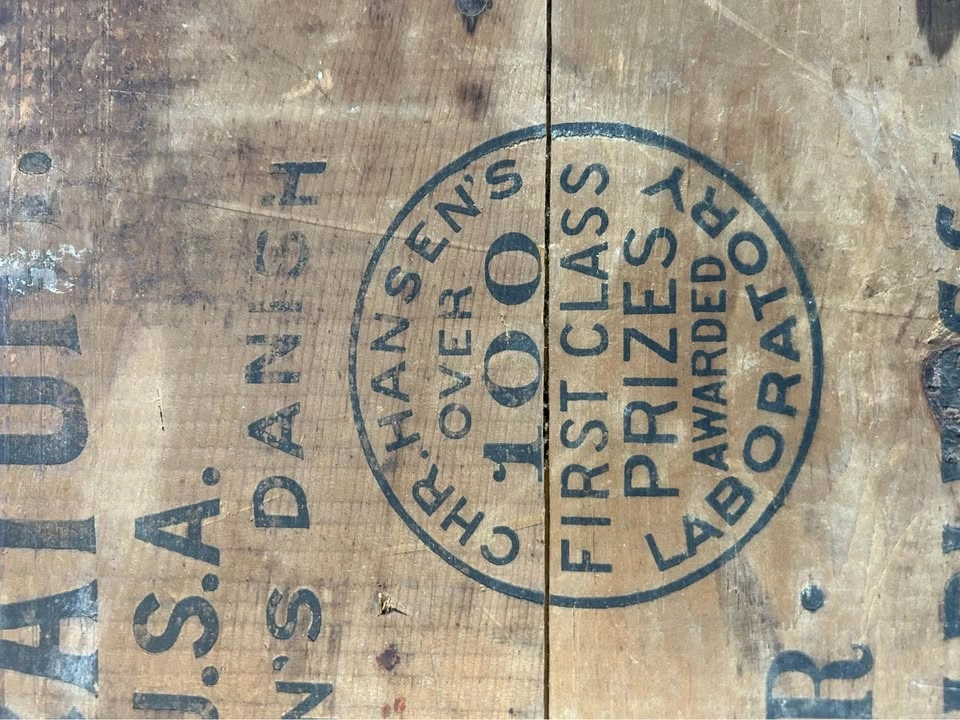 U.S.A.
N'S DANISH
CHR. HANSEN'S
OVER
100
FIRST CLASS
PRIZES
AWARDED
LABORATORY
R.